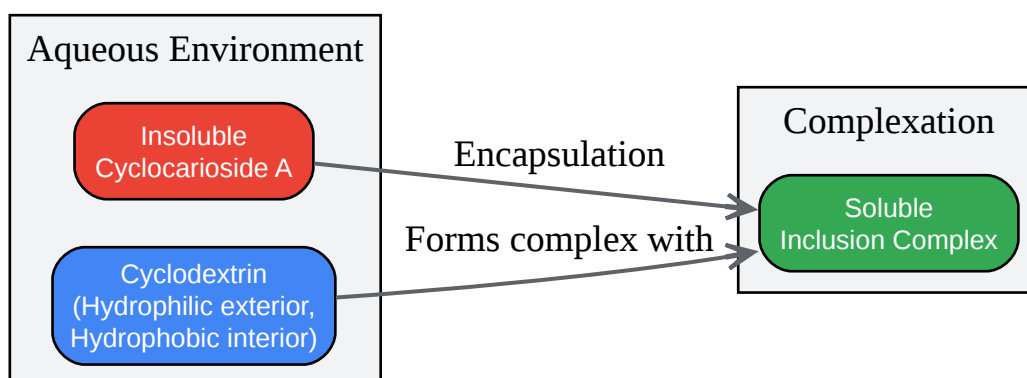 Aqueous Environment
Insoluble
Cyclocarioside A
Cyclodextrin
(Hydrophilic exterior,
Hydrophobic interior)
Encapsulation
Forms complex with
Complexation
Soluble
Inclusion Complex